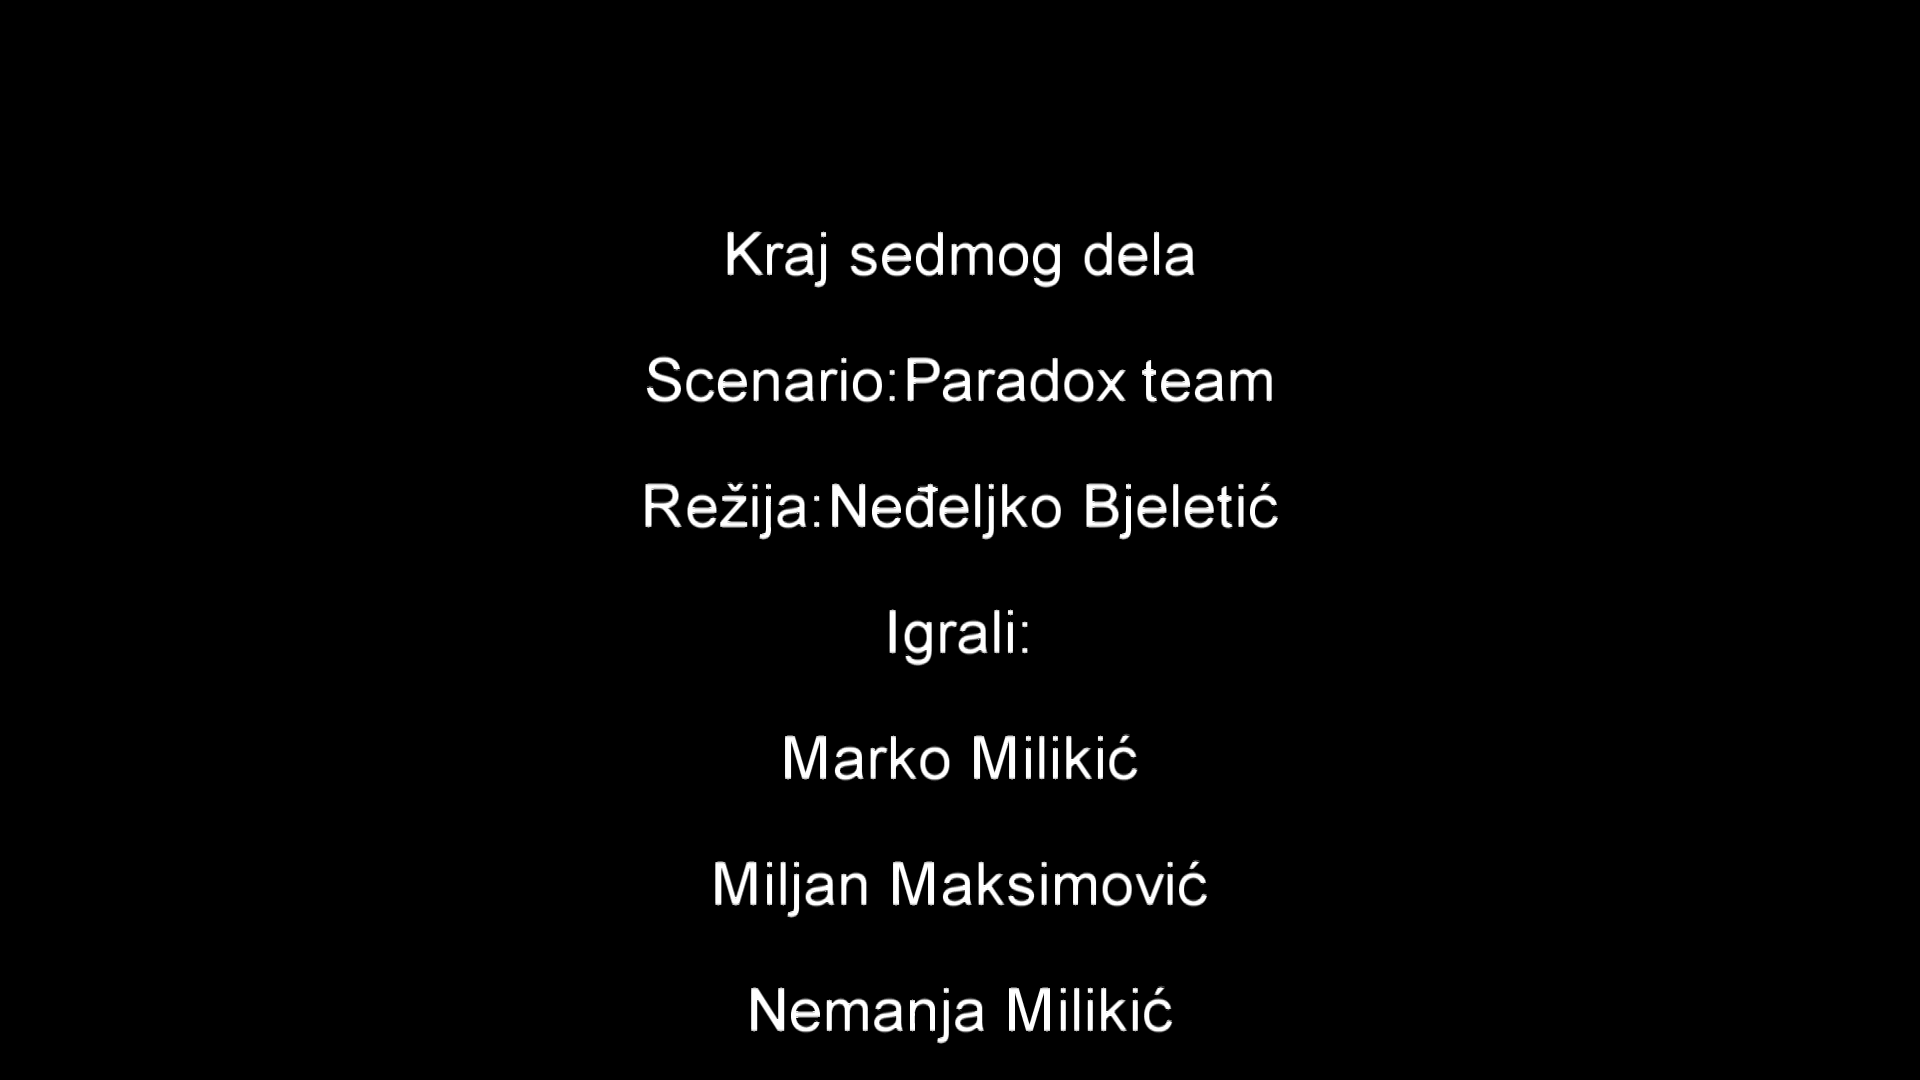 Kraj sedmog dela
Scenario:Paradox team
Režija:Neđeljko Bjeletić
Igrali:
Marko Milikić
Miljan Maksimović
Nemanja Milikić